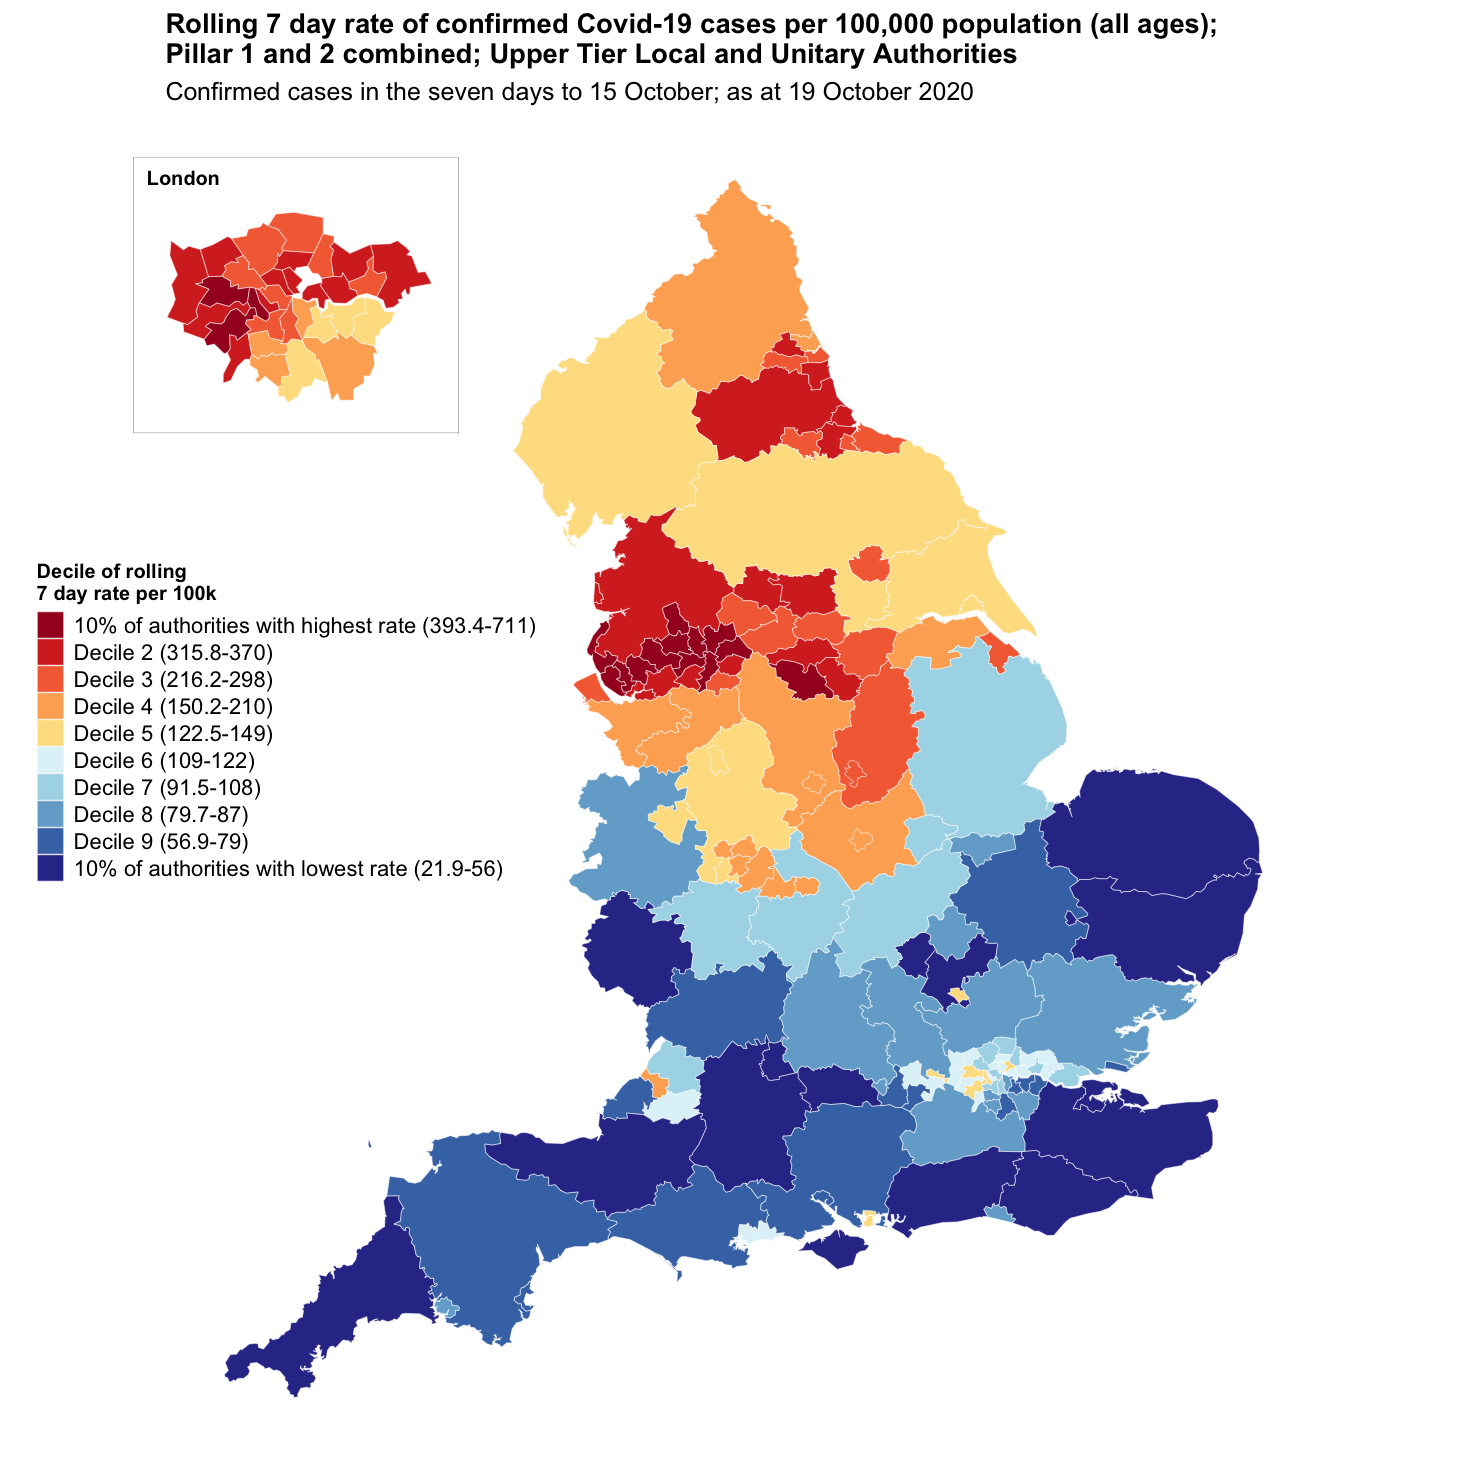 Rolling 7 day rate of confirmed Covid-19 cases per 100,000 population (all ages);
Pillar 1 and 2 combined; Upper Tier Local and Unitary Authorities
Confirmed cases in the seven days to 15 October; as at 19 October 2020
London
Decile of rolling
7 day rate per 100k
10% of authorities with highest rate (393.4-711)
Decile 2 (315.8-370)
Decile 3 (216.2-298)
Decile 4 (150.2-210)
Decile 5 (122.5-149)
Decile 6 (109-122)
Decile 7 (91.5-108)
Decile 8 (79.7-87)
Decile 9 (56.9-79)
10% of authorities with lowest rate (21.9-56)